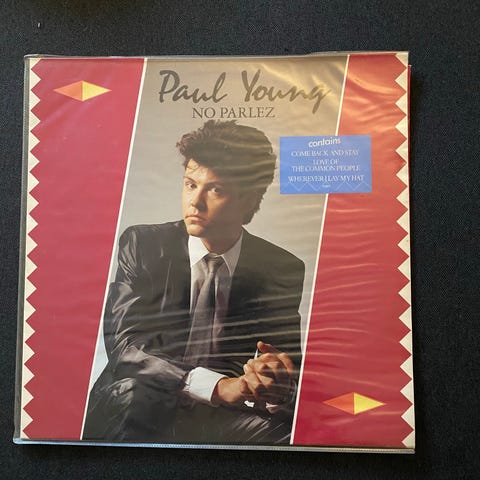 Paul Young
NO PARLEZ
contains
COME BACK AND STAY
LOVE OF
THE COMMON PEOPLE
WHEREVER I LAY MY HAT